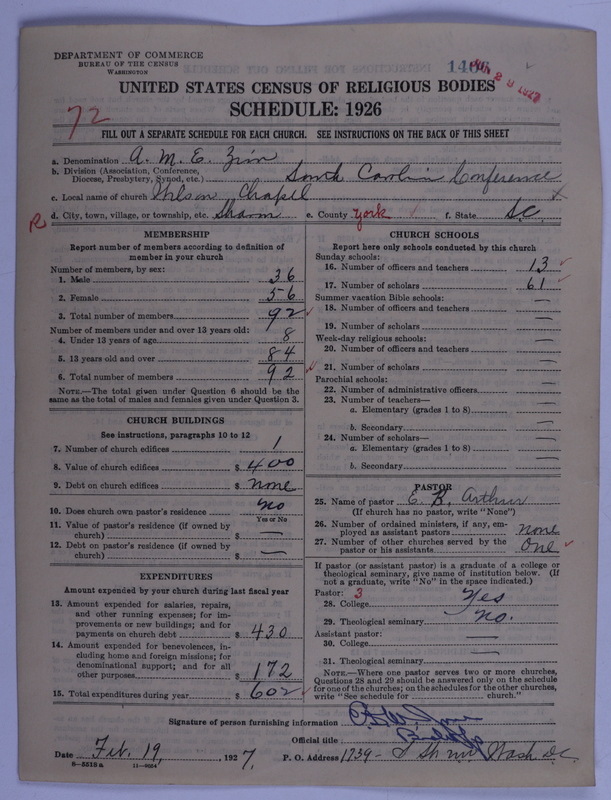 DEPARTMENT OF COMMERCE
BUREAU OF THE CENSUS
WASHINGTON
1406
UNITED STATES CENSUS OF RELIGIOUS BODIES
SCHEDULE: 1926
72
FILL OUT A SEPARATE SCHEDULE FOR EACH CHURCH. SEE INSTRUCTIONS ON THE BACK OF THIS SHEET
a. Denomination A. M. E. Zion
b. Division (Association, Conference, Diocese, Presbytery, Synod, etc.) South Carolina Conference
c. Local name of church Wilson Chapel
R
d. City, town, village, or township, etc. Sharon e. County York f. State S.C.
MEMBERSHIP
Report number of members according to definition of
member in your church
Number of members, by sex:
1. Male 36
2. Female 56
3. Total number of members 92
Number of members under and over 13 years old:
4. Under 13 years of age 8
5. 13 years old and over 84
6. Total number of members 92
NOTE.—The total given under Question 6 should be the
same as the total of males and females given under Question 3.
CHURCH BUILDINGS
See instructions, paragraphs 10 to 12
7. Number of church edifices 1
8. Value of church edifices $ 400
9. Debt on church edifices $ none
10. Does church own pastor's residence no
Yes or No
11. Value of pastor's residence (if owned by
church) $ —
12. Debt on pastor's residence (if owned by
church) $ —
EXPENDITURES
Amount expended by your church during last fiscal year
13. Amount expended for salaries, repairs,
and other running expenses; for im-
provements or new buildings; and for
payments on church debt $ 430
14. Amount expended for benevolences, in-
cluding home and foreign missions; for
denominational support; and for all
other purposes $ 172
15. Total expenditures during year $ 602
CHURCH SCHOOLS
Report here only schools conducted by this church
Sunday schools:
16. Number of officers and teachers 13
17. Number of scholars 61
Summer vacation Bible schools:
18. Number of officers and teachers —
19. Number of scholars —
Week-day religious schools:
20. Number of officers and teachers —
21. Number of scholars —
Parochial schools:
22. Number of administrative officers —
23. Number of teachers—
a. Elementary (grades 1 to 8) —
b. Secondary —
24. Number of scholars—
a. Elementary (grades 1 to 8) —
b. Secondary —
PASTOR
25. Name of pastor E. B. Arthur
(If church has no pastor, write "None")
26. Number of ordained ministers, if any, em-
ployed as assistant pastors none
27. Number of other churches served by the
pastor or his assistants One
If pastor (or assistant pastor) is a graduate of a college or
theological seminary, give name of institution below. (If
not a graduate, write "No" in the space indicated.)
Pastor: 3
28. College Yes
29. Theological seminary no.
Assistant pastor: —
30. College —
31. Theological seminary —
NOTE.—Where one pastor serves two or more churches,
Questions 28 and 29 should be answered only on the schedule
for one of the churches; on the schedules for the other churches,
write "See schedule for church."
Signature of person furnishing information
Official title
Date Feb. 19, 1927. P. O. Address 1739- Wash D.C.
8-5518a 11-9024